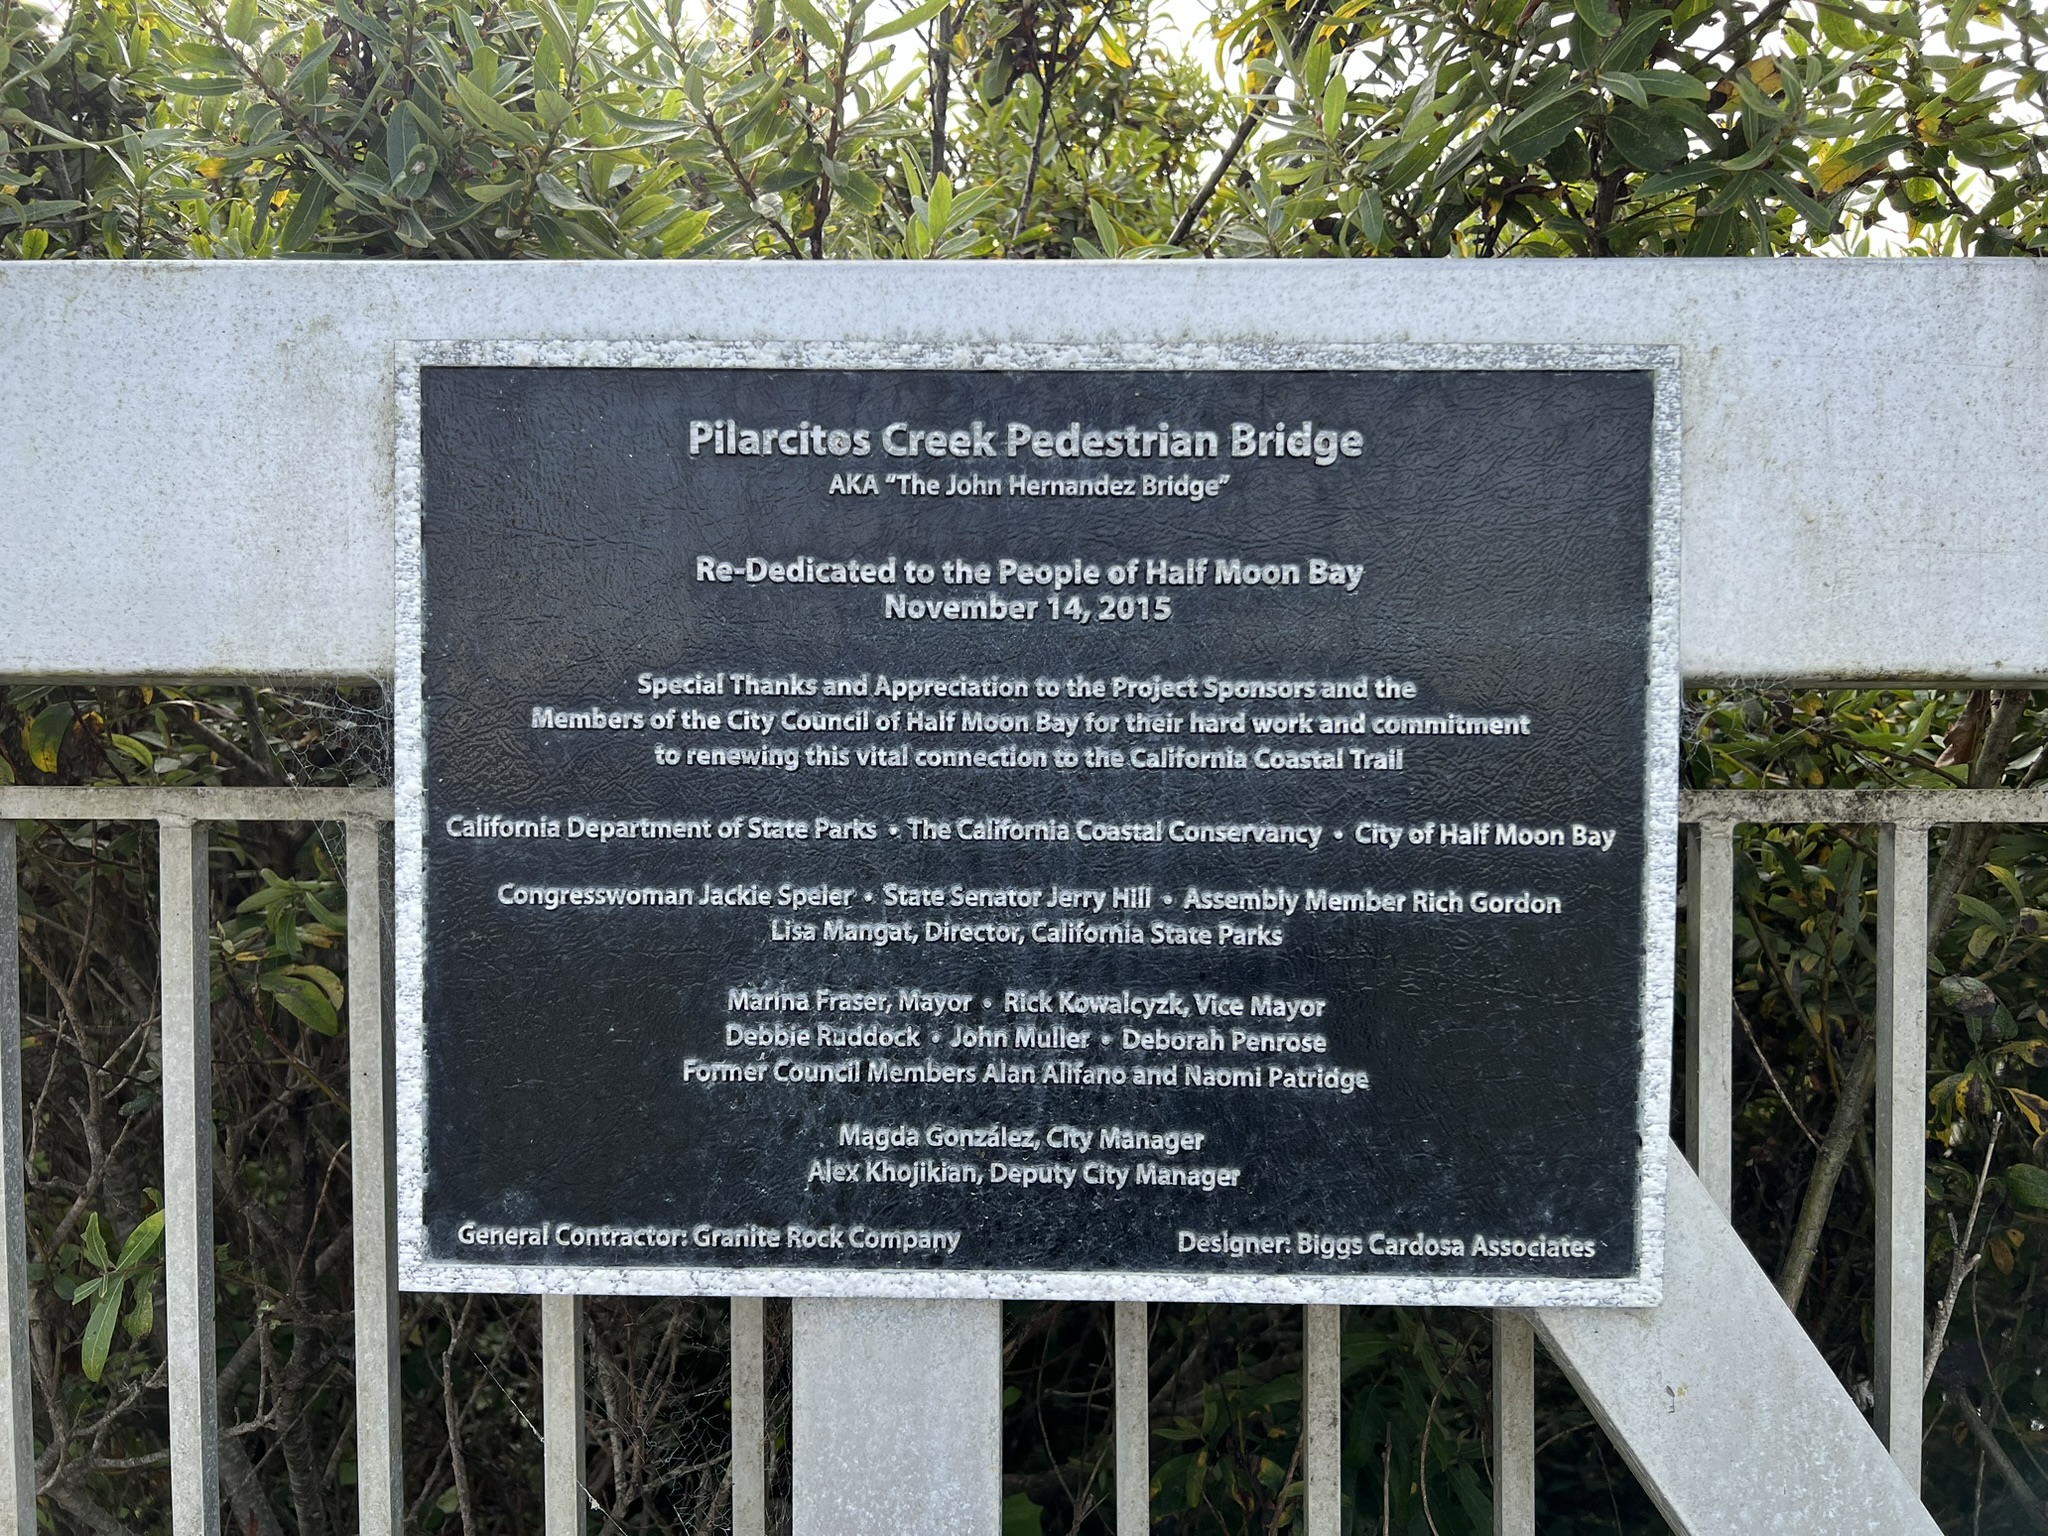 Pilarcitos Creek Pedestrian Bridge
AKA “The John Hernandez Bridge”
Re-Dedicated to the People of Half Moon Bay
November 14, 2015
Special Thanks and Appreciation to the Project Sponsors and the
Members of the City Council of Half Moon Bay for their hard work and commitment
to renewing this vital connection to the California Coastal Trail
California Department of State Parks • The California Coastal Conservancy • City of Half Moon Bay
Congresswoman Jackie Speier • State Senator Jerry Hill • Assembly Member Rich Gordon
Lisa Mangat, Director, California State Parks
Marina Fraser, Mayor • Rick Kowalcyzk, Vice Mayor
Debbie Ruddock • John Muller • Deborah Penrose
Former Council Members Alan Alifano and Naomi Patridge
Magda González, City Manager
Alex Khojikian, Deputy City Manager
General Contractor: Granite Rock Company
Designer: Biggs Cardosa Associates